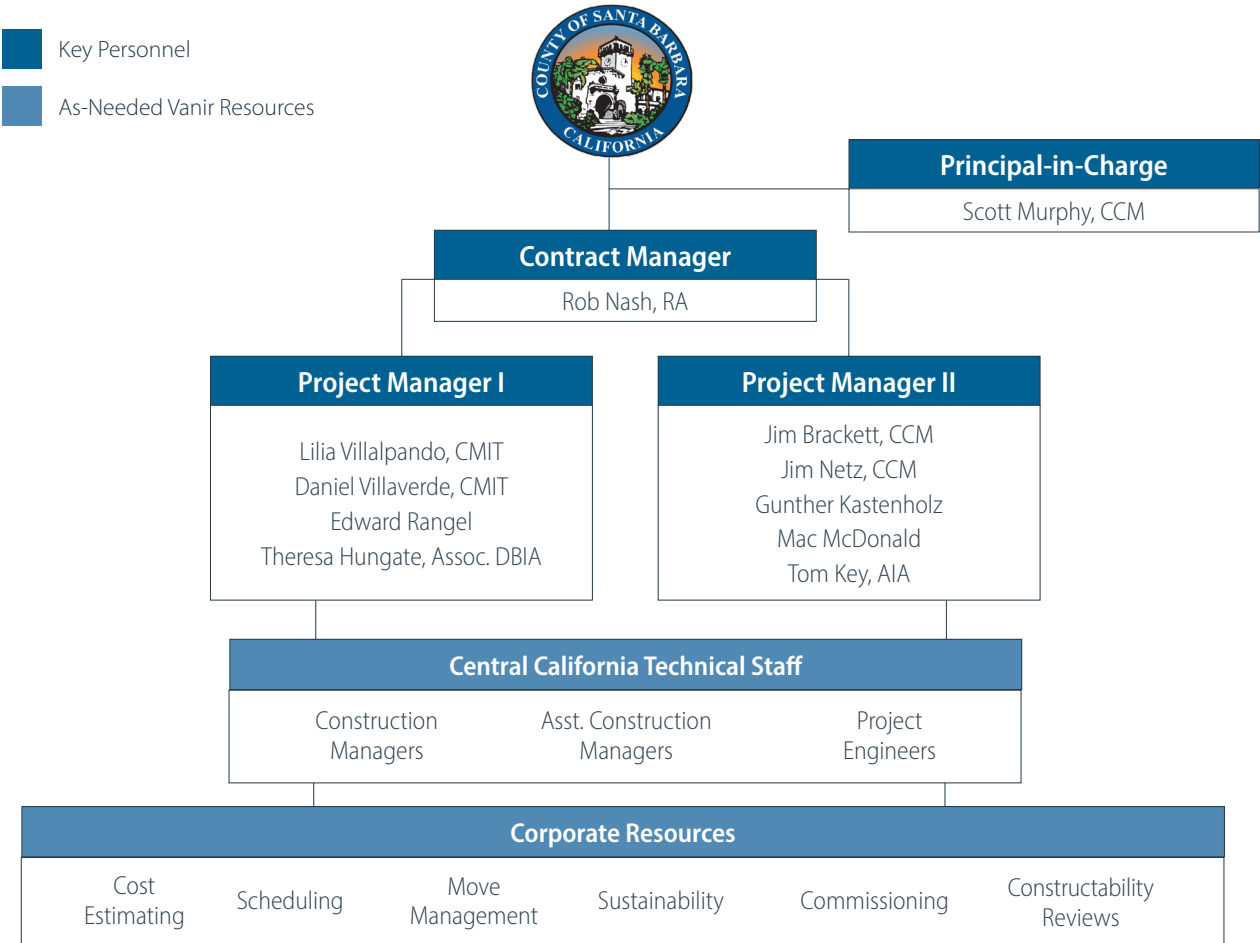 Key Personnel
As-Needed Vanir Resources
COUNTY OF SANTA BARBARA
CALIFORNIA
Principal-in-Charge
Scott Murphy, CCM
Contract Manager
Rob Nash, RA
Project Manager I
Lilia Villalpando, CMIT
Daniel Villaverde, CMIT
Edward Rangel
Theresa Hungate, Assoc. DBIA
Project Manager II
Jim Brackett, CCM
Jim Netz, CCM
Gunther Kastenholz
Mac McDonald
Tom Key, AIA
Central California Technical Staff
Construction
Managers
Asst. Construction
Managers
Project
Engineers
Corporate Resources
Cost
Estimating
Scheduling
Move
Management
Sustainability
Commissioning
Constructability
Reviews